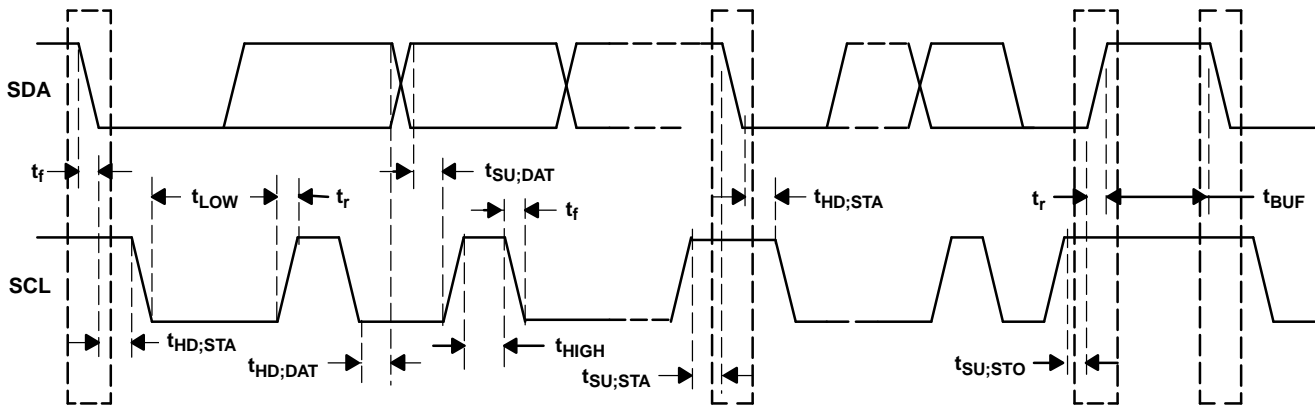 SDA
t_f
t_LOW
t_r
t_SU;DAT
t_f
t_HD;STA
t_r
t_BUF
SCL
t_HD;STA
t_HD;DAT
t_HIGH
t_SU;STA
t_SU;STO